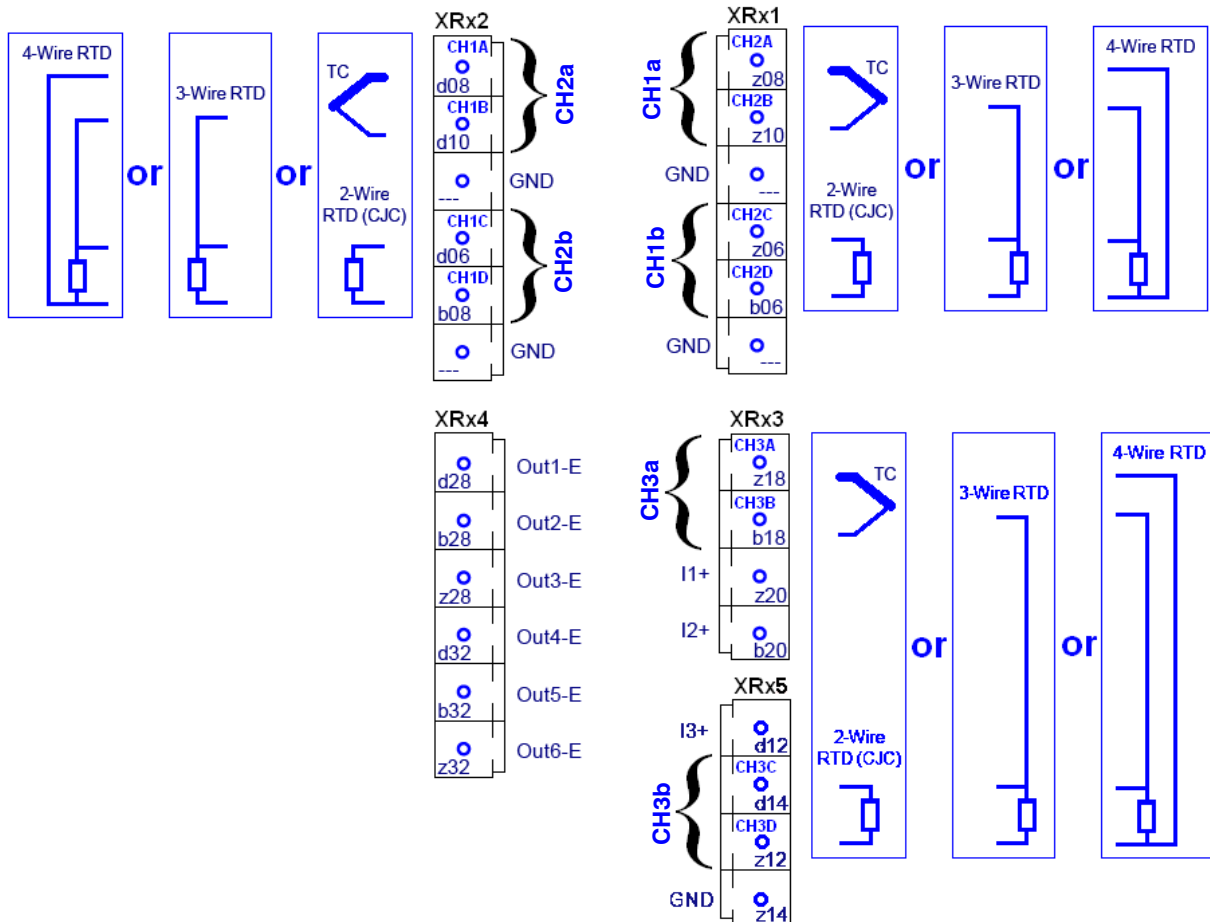 XRx2
XRx1
4-Wire RTD
or
3-Wire RTD
or
TC
2-Wire
RTD (CJC)
CH1A
d08
CH1B
d10
---
CH1C
d06
CH1D
b08
---
CH2a
GND
CH2b
GND
CH1a
GND
CH1b
GND
CH2A
z08
CH2B
z10
---
CH2C
z06
CH2D
b06
---
TC
2-Wire
RTD (CJC)
or
3-Wire RTD
or
4-Wire RTD
XRx4
d28
Out1-E
b28
Out2-E
z28
Out3-E
d32
Out4-E
b32
Out5-E
z32
Out6-E
XRx3
CH3a
CH3A
z18
CH3B
b18
I1+
z20
I2+
b20
XRx5
I3+
d12
CH3b
CH3C
d14
CH3D
z12
GND
z14
TC
2-Wire
RTD (CJC)
or
3-Wire RTD
or
4-Wire RTD